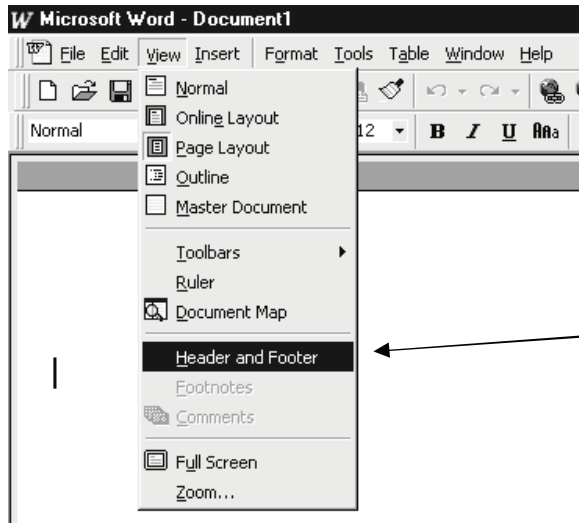 Microsoft Word - Document1
File Edit View Insert Format Tools Table Window Help
Normal 12 B I U
Normal
Online Layout
Page Layout
Outline
Master Document
Toolbars
Ruler
Document Map
Header and Footer
Footnotes
Comments
Full Screen
Zoom...